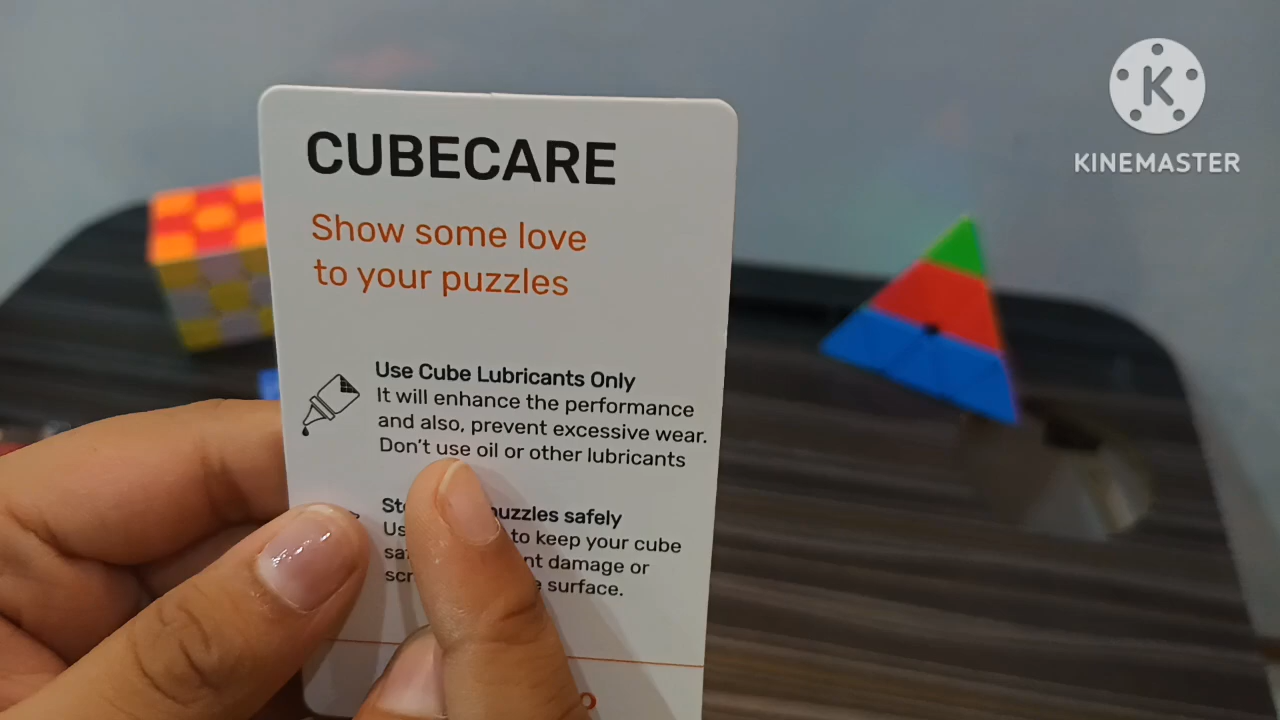 CUBECARE
Show some love
to your puzzles
Use Cube Lubricants Only
It will enhance the performance
and also, prevent excessive wear.
Don't use oil or other lubricants
puzzles safely
to keep your cube
damage or
surface.
K
KINEMASTER